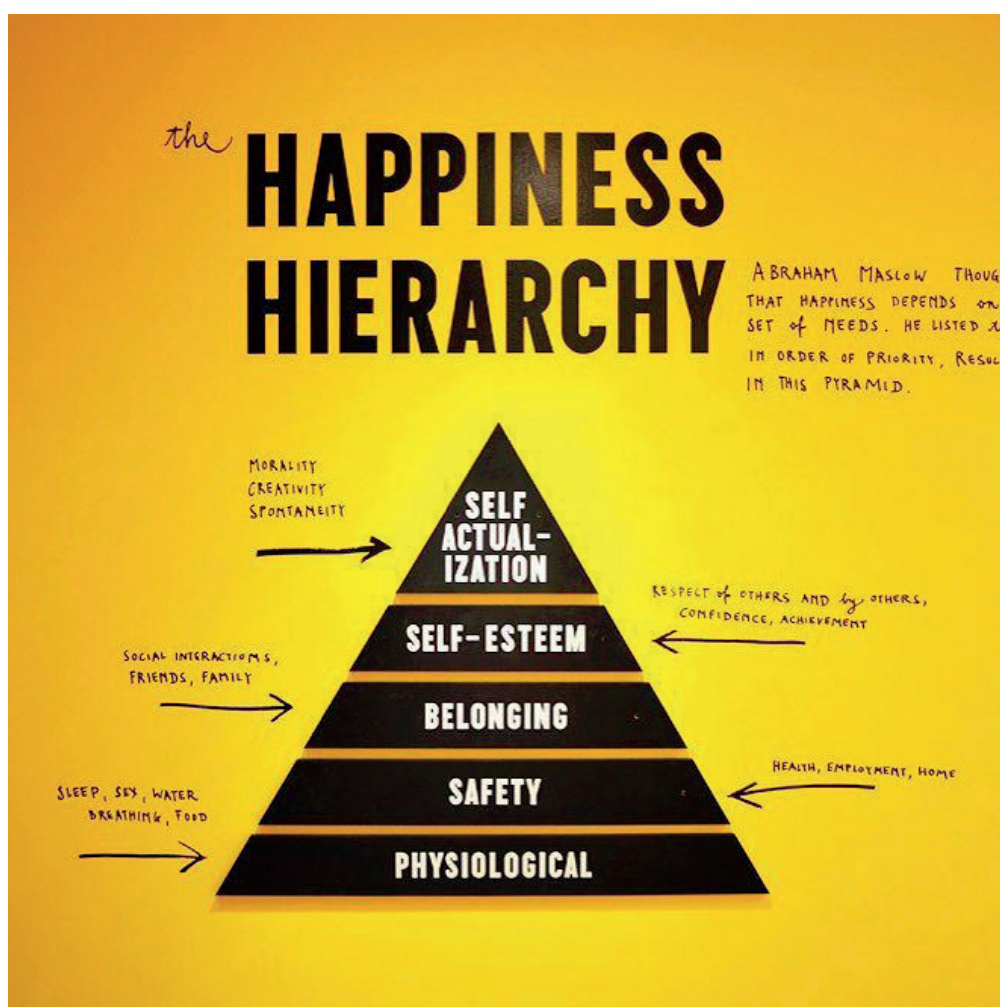 the
HAPPINESS
HIERARCHY
ABRAHAM MASLOW
THAT HAPPINESS DEPENDS on
SET of NEEDS. HE LISTED
IN ORDER OF PRIORITY,
IN THIS PYRAMID.
MORALITY
CREATIVITY
SPONTANEITY
SELF
ACTUAL-
IZATION
RESPECT of OTHERS AND by OTHERS,
CONFIDENCE, ACHIEVEMENT
SELF-ESTEEM
SOCIAL INTERACTIONS,
FRIENDS, FAMILY
BELONGING
HEALTH, EMPLOYMENT, HOME
SAFETY
SLEEP, SEX, WATER
BREATHING, FOOD
PHYSIOLOGICAL